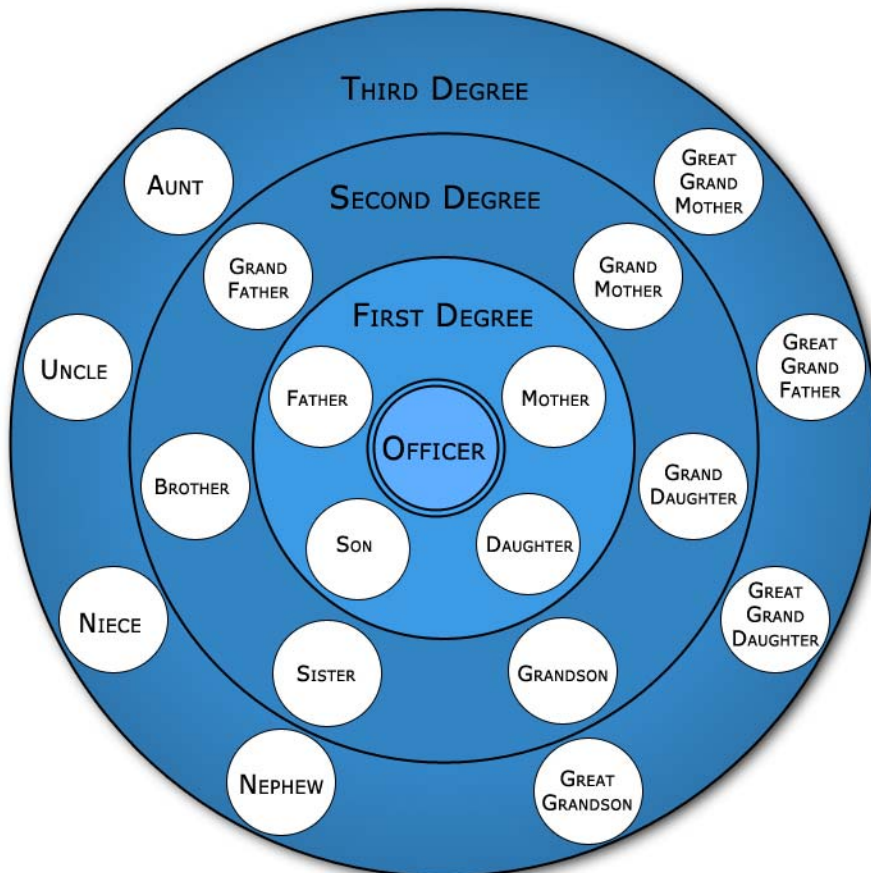 Third Degree
Aunt
Great
Grand
Mother
Second Degree
Grand
Father
Grand
Mother
First Degree
Uncle
Great
Grand
Father
Father
Mother
Officer
Brother
Grand
Daughter
Son
Daughter
Niece
Great
Grand
Daughter
Sister
Grandson
Nephew
Great
Grandson